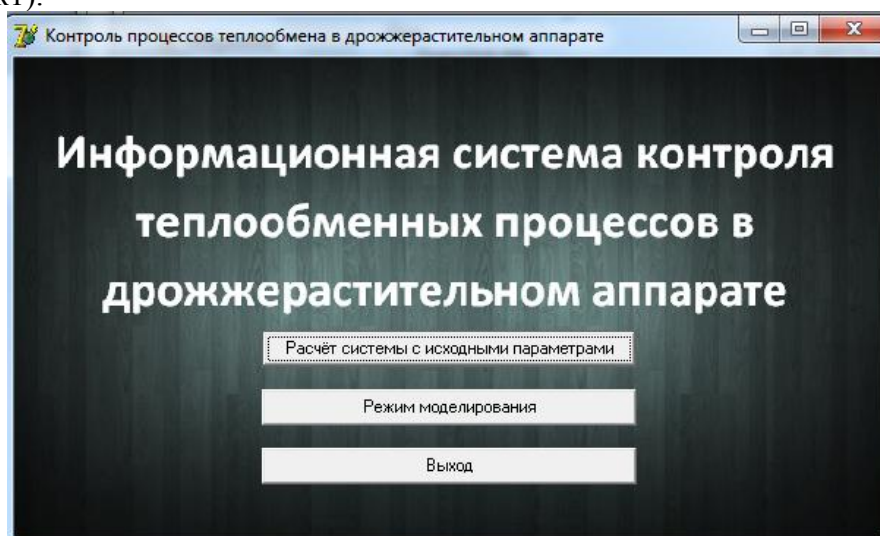 кт).
Контроль процессов теплообмена в дрожжерастительном аппарате
Информационная система контроля
теплообменных процессов в
дрожжерастительном аппарате
Расчёт системы с исходными параметрами
Режим моделирования
Выход